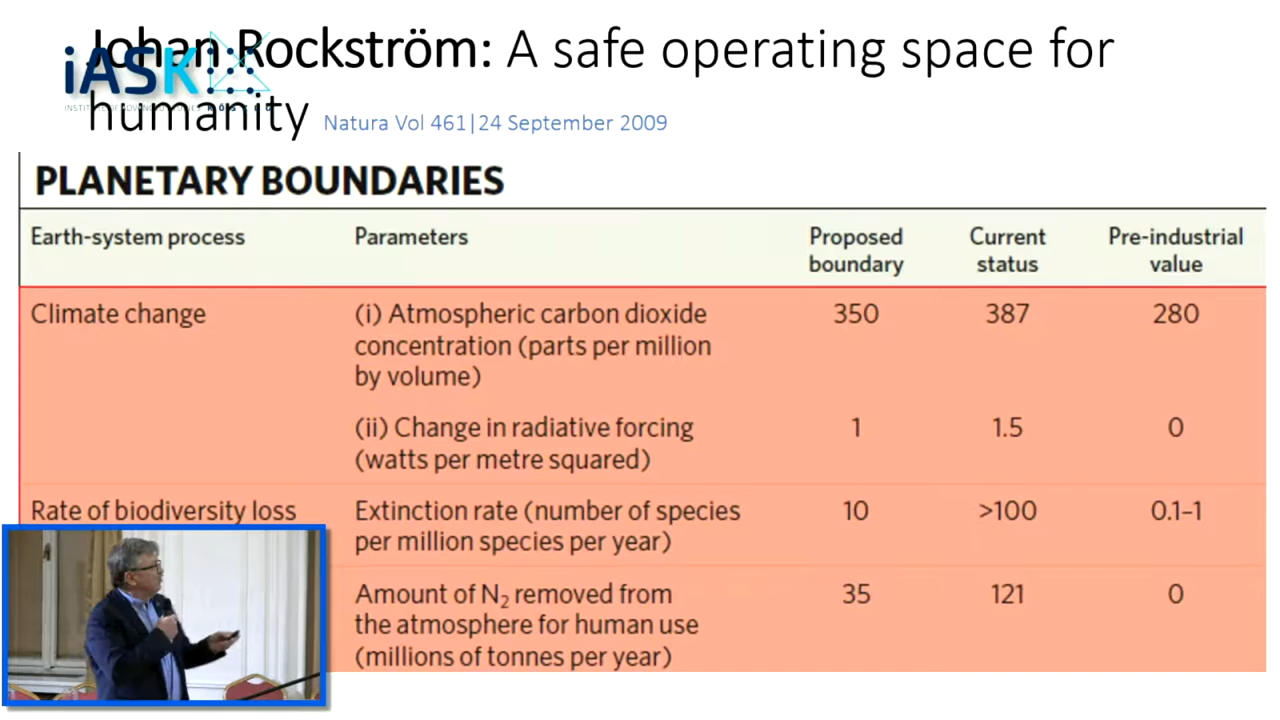 Johan Rockström: A safe operating space for
iASK
humanity Natura Vol 461|24 September 2009
PLANETARY BOUNDARIES
Earth-system process Parameters Proposed boundary Current status Pre-industrial value
Climate change (i) Atmospheric carbon dioxide 350 387 280
concentration (parts per million
by volume)
(ii) Change in radiative forcing 1 1.5 0
(watts per metre squared)
Rate of biodiversity loss Extinction rate (number of species 10 >100 0.1–1
per million species per year)
Amount of N2 removed from 35 121 0
the atmosphere for human use
(millions of tonnes per year)